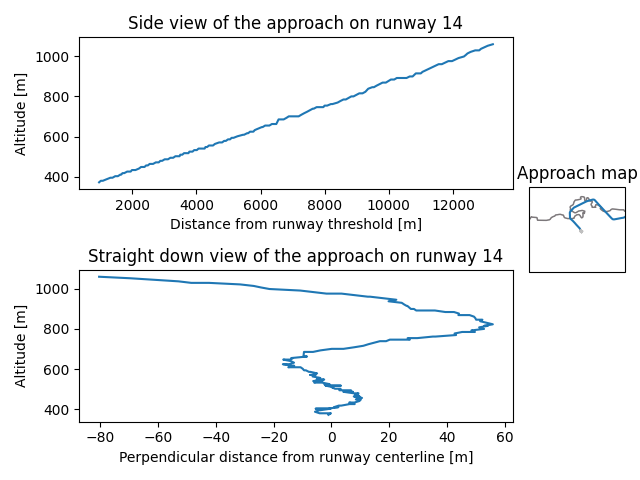 Side view of the approach on runway 14
1000
800
600
400
Altitude [m]
2000 4000 6000 8000 10000 12000
Distance from runway threshold [m]
Approach map
Straight down view of the approach on runway 14
1000
800
600
400
Altitude [m]
−80 −60 −40 −20 0 20 40 60
Perpendicular distance from runway centerline [m]